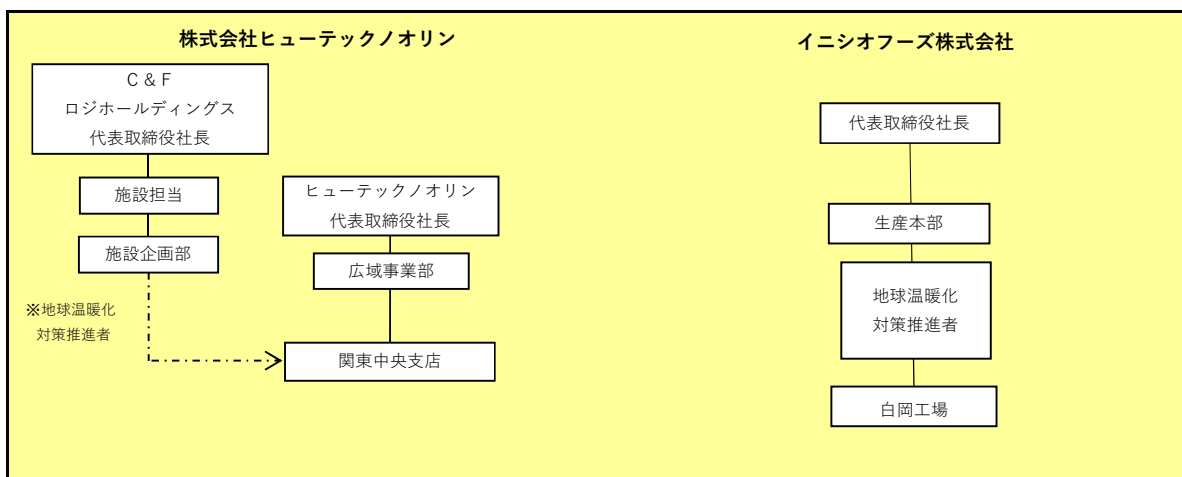 株式会社ヒューテックノオリン
C & F
ロジホールディングス
代表取締役社長
施設担当
施設企画部
※地球温暖化
対策推進者
ヒューテックノオリン
代表取締役社長
広域事業部
関東中央支店
イニシオフーズ株式会社
代表取締役社長
生産本部
地球温暖化
対策推進者
白岡工場